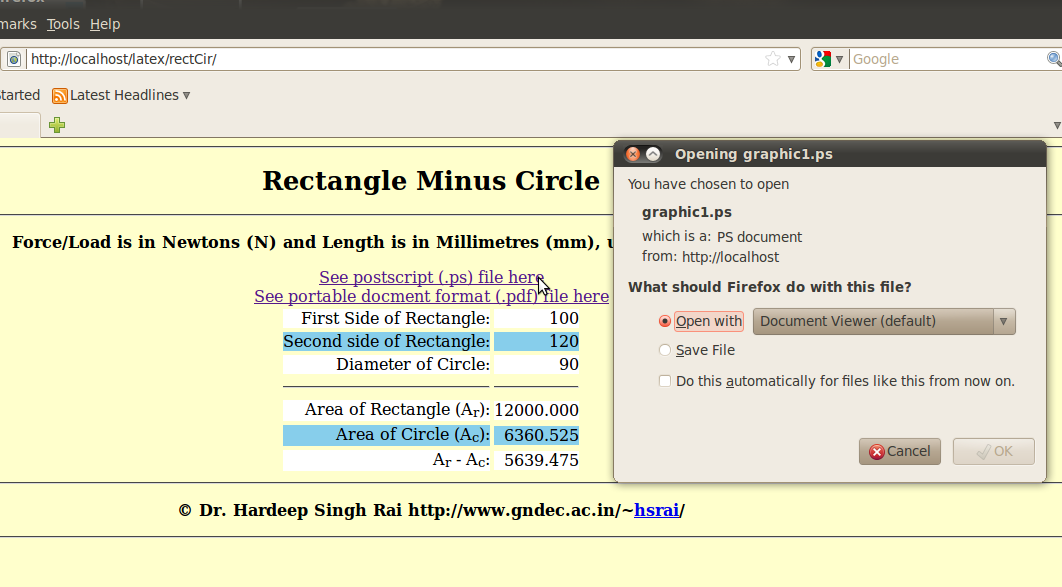 marks Tools Help
http://localhost/latex/rectCir/
Google
tarted Latest Headlines
Rectangle Minus Circle
Force/Load is in Newtons (N) and Length is in Millimetres (mm), u
See postscript (.ps) file here
See portable docment format (.pdf) file here
First Side of Rectangle: 100
Second side of Rectangle: 120
Diameter of Circle: 90
Area of Rectangle (Ar): 12000.000
Area of Circle (Ac): 6360.525
Ar - Ac: 5639.475
© Dr. Hardeep Singh Rai http://www.gndec.ac.in/~hsrai/
Opening graphic1.ps
You have chosen to open
graphic1.ps
which is a: PS document
from: http://localhost
What should Firefox do with this file?
Open with Document Viewer (default)
Save File
Do this automatically for files like this from now on.
Cancel OK